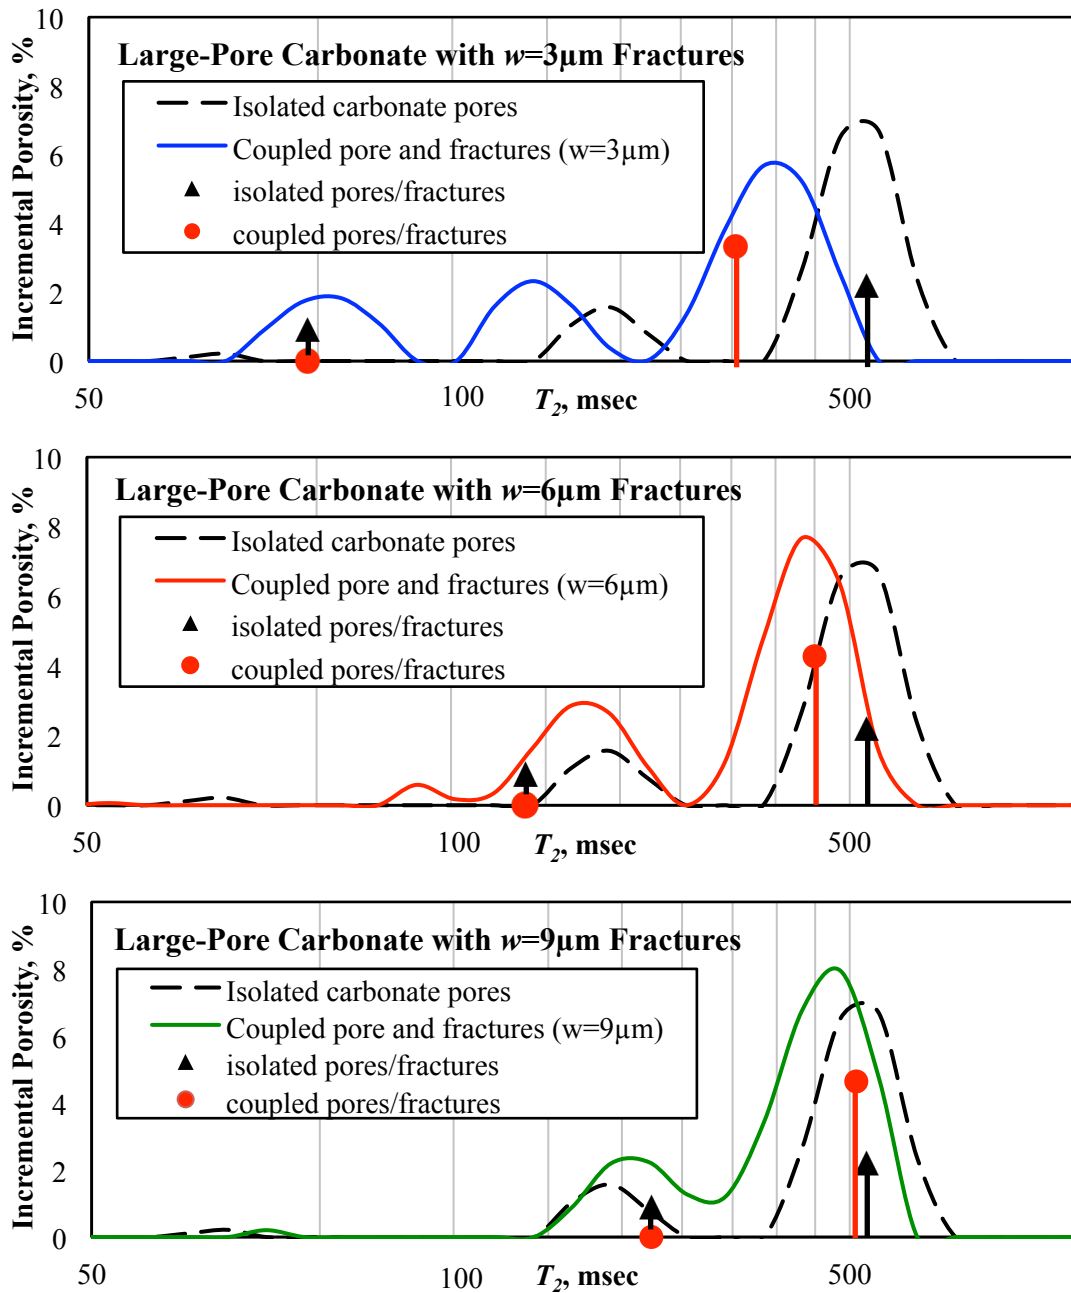 10
Large-Pore Carbonate with w=3μm Fractures
8
Isolated carbonate pores
6
Coupled pore and fractures (w=3μm)
isolated pores/fractures
4
coupled pores/fractures
2
0
Incremental Porosity, %
50
100
T2, msec
500
10
Large-Pore Carbonate with w=6μm Fractures
8
Isolated carbonate pores
6
Coupled pore and fractures (w=6μm)
isolated pores/fractures
4
coupled pores/fractures
2
0
Incremental Porosity, %
50
100
T2, msec
500
10
Large-Pore Carbonate with w=9μm Fractures
8
Isolated carbonate pores
6
Coupled pore and fractures (w=9μm)
isolated pores/fractures
4
coupled pores/fractures
2
0
Incremental Porosity, %
50
100
T2, msec
500